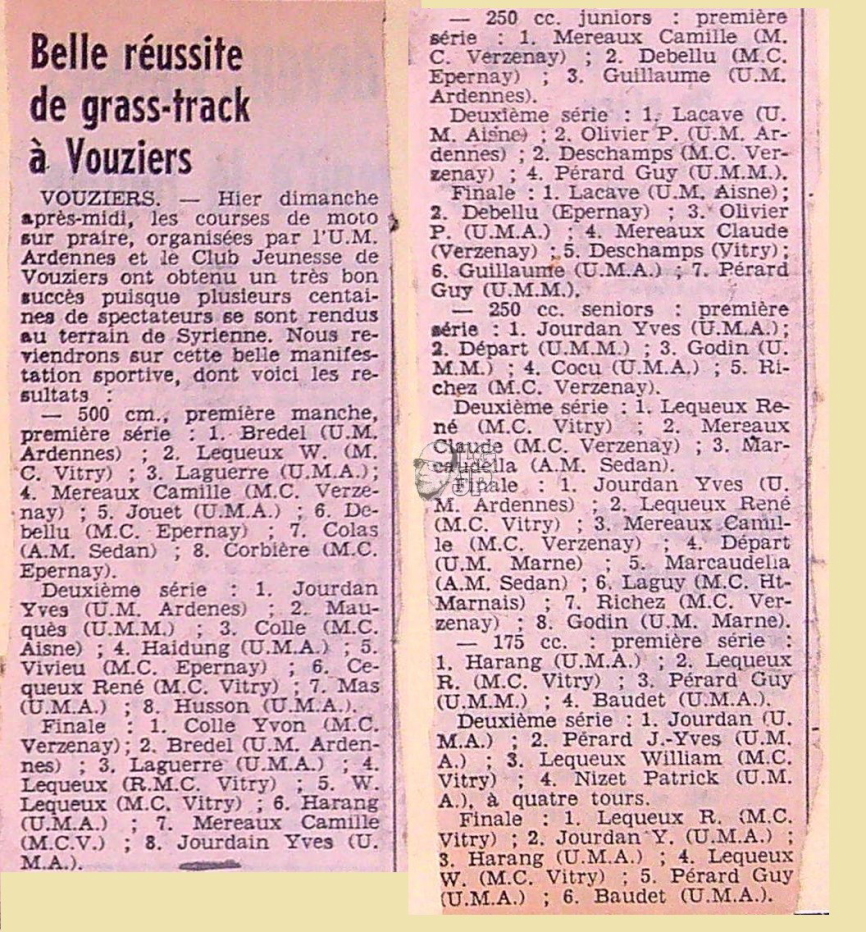 Belle réussite
de grass-track
à Vouziers
VOUZIERS. — Hier dimanche
après-midi, les courses de moto
sur praire, organisées par l'U.M.
Ardennes et le Club Jeunesse de
Vouziers ont obtenu un très bon
succès puisque plusieurs centai-
nes de spectateurs se sont rendus
au terrain de Syrienne. Nous re-
viendrons sur cette belle manifes-
tation sportive, dont voici les re-
sultats :
— 500 cm., première manche,
première série : 1. Bredel (U.M.
Ardennes) ; 2. Lequeux W. (M.
C. Vitry) ; 3. Laguerre (U.M.A.) ;
4. Mereaux Camille (M.C. Verze-
nay) ; 5. Jouet (U.M.A.) ; 6. De-
bellu (M.C. Epernay) ; 7. Colas
(A.M. Sedan) ; 8. Corbière (M.C.
Epernay).
Deuxième série : 1. Jourdan
Yves (U.M. Ardenes) ; 2. Mau-
quès (U.M.M.) ; 3. Colle (M.C.
Aisne) ; 4. Haidung (U.M.A.) ; 5.
Vivieu (M.C. Epernay) ; 6. Ce-
queux René (M.C. Vitry) ; 7. Mas
(U.M.A.) ; 8. Husson (U.M.A.).
Finale : 1. Colle Yvon (M.C.
Verzenay) ; 2. Bredel (U.M. Arden-
nes) ; 3. Laguerre (U.M.A.) ; 4.
Lequeux (R.M.C. Vitry) ; 5. W.
Lequeux (M.C. Vitry) ; 6. Harang
(U.M.A.) ; 7. Mereaux Camille
(M.C.V.) ; 8. Jourdain Yves (U.
M.A.).
— 250 cc. juniors : première
série : 1. Mereaux Camille (M.
C. Verzenay) ; 2. Debellu (M.C.
Epernay) ; 3. Guillaume (U.M.
Ardennes).
Deuxième série : 1. Lacave (U.
M. Aisne) ; 2. Olivier P. (U.M. Ar-
dennes) ; 2. Deschamps (M.C. Ver-
zenay) ; 4. Pérard Guy (U.M.M.).
Finale : 1. Lacave (U.M. Aisne) ;
2. Debellu (Epernay) ; 3. Olivier
P. (U.M.A.) ; 4. Mereaux Claude
(Verzenay) ; 5. Deschamps (Vitry) ;
6. Guillaume (U.M.A.) ; 7. Pérard
Guy (U.M.M.).
— 250 cc. seniors : première
série : 1. Jourdan Yves (U.M.A.) ;
2. Départ (U.M.M.) ; 3. Godin (U.
M.M.) ; 4. Cocu (U.M.A.) ; 5. Ri-
chez (M.C. Verzenay).
Deuxième série : 1. Lequeux Re-
né (M.C. Vitry) ; 2. Mereaux
Claude (M.C. Verzenay) ; 3. Mar-
caudella (A.M. Sedan).
Finale : 1. Jourdan Yves (U.
M. Ardennes) ; 2. Lequeux René
(M.C. Vitry) ; 3. Mereaux Camil-
le (M.C. Verzenay) ; 4. Départ
(U.M. Marne) ; 5. Marcaudella
(A.M. Sedan) ; 6. Laguy (M.C. Ht-
Marnais) ; 7. Richez (M.C. Ver-
zenay) ; 8. Godin (U.M. Marne).
— 175 cc. : première série :
1. Harang (U.M.A.) ; 2. Lequeux
R. (M.C. Vitry) ; 3. Pérard Guy
(U.M.M.) ; 4. Baudet (U.M.A.).
Deuxième série : 1. Jourdan (U.
M.A.) ; 2. Pérard J.-Yves (U.M.
A.) ; 3. Lequeux William (M.C.
Vitry) ; 4. Nizet Patrick (U.M.
A.), à quatre tours.
Finale : 1. Lequeux R. (M.C.
Vitry) ; 2. Jourdan Y. (U.M.A.) ;
3. Harang (U.M.A.) ; 4. Lequeux
W. (M.C. Vitry) ; 5. Pérard Guy
(U.M.A.) ; 6. Baudet (U.M.A.).